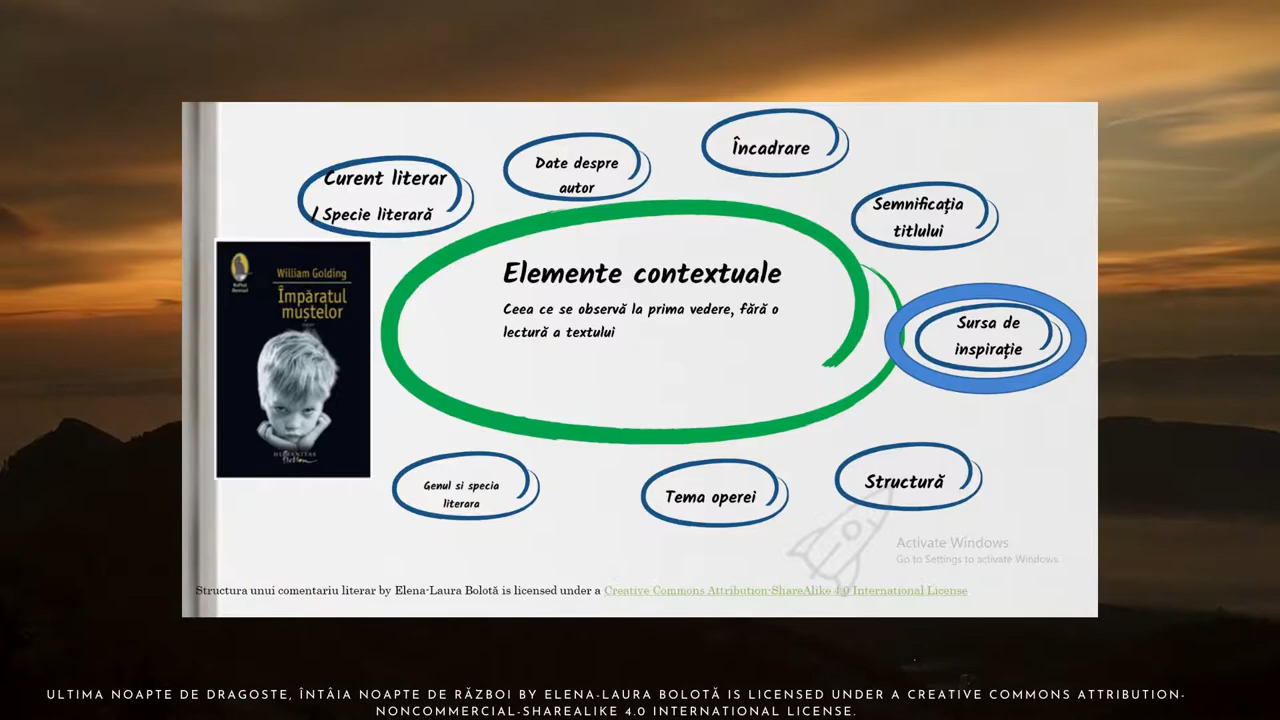 Încadrare
Date despre
autor
Curent literar
/ Specie literară
Semnificația
titlului
William Golding
Împăratul
muștelor
Elemente contextuale
Ceea ce se observă la prima vedere, fără o
lectură a textului
Sursa de
inspirație
HUMANITAS
fiction
Genul si specia
literara
Tema operei
Structură
Activate Windows
Go to Settings to activate Windows.
Structura unui comentariu literar by Elena-Laura Bolotă is licensed under a Creative Commons Attribution-ShareAlike 4.0 International License
ULTIMA NOAPTE DE DRAGOSTE, ÎNTÂIA NOAPTE DE RĂZBOI BY ELENA-LAURA BOLOTĂ IS LICENSED UNDER A CREATIVE COMMONS ATTRIBUTION-
NONCOMMERCIAL-SHAREALIKE 4.0 INTERNATIONAL LICENSE.